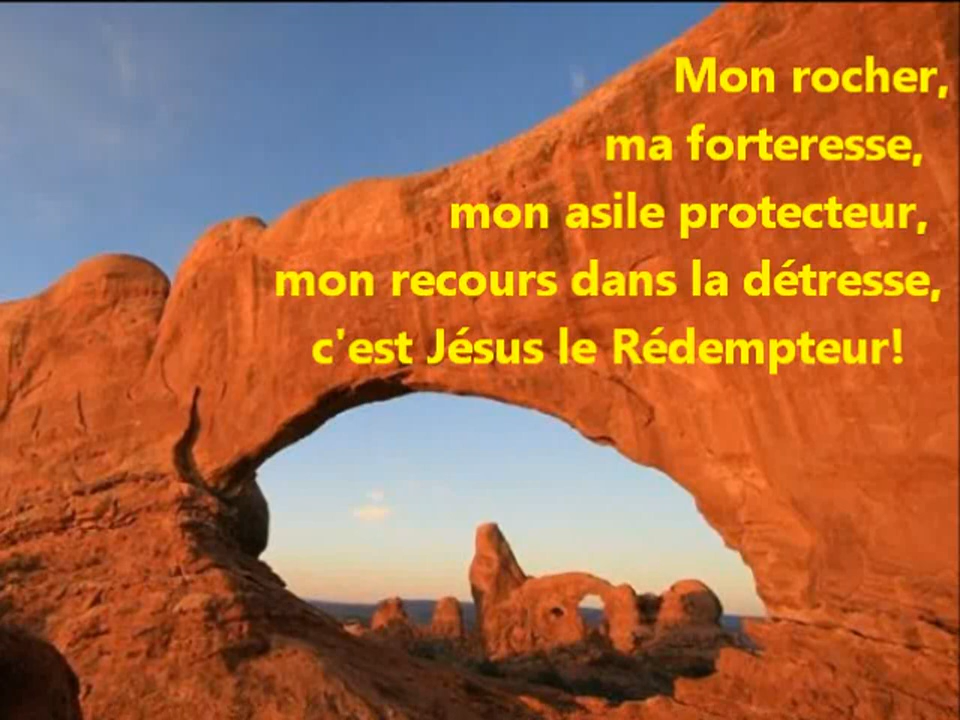 Mon rocher,
ma forteresse,
mon asile protecteur,
mon recours dans la détresse,
c'est Jésus le Rédempteur!